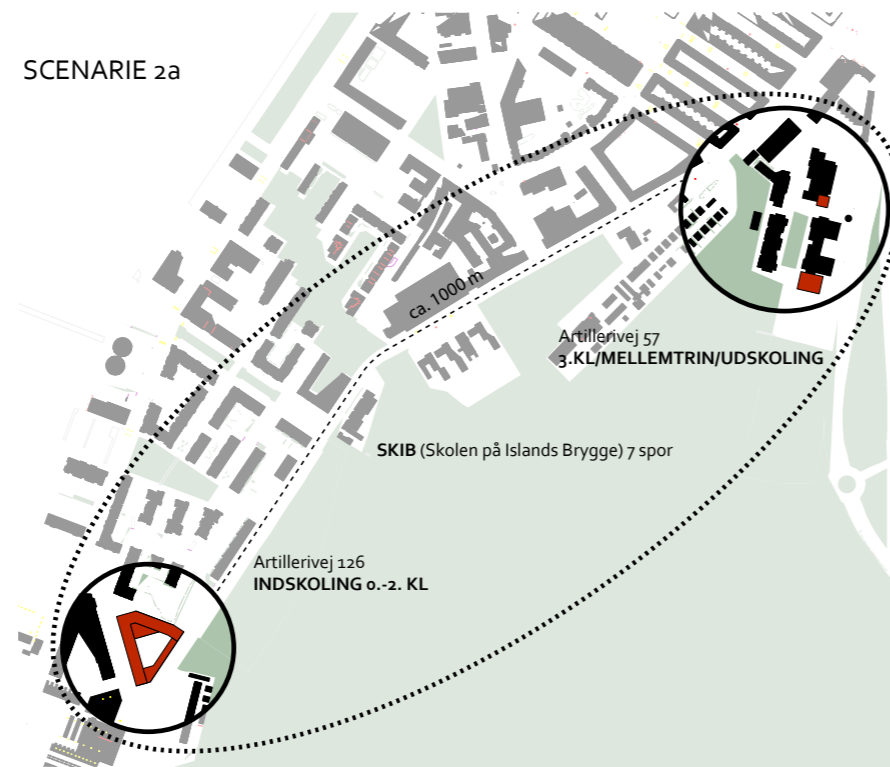 SCENARIE 2a
ca. 1000 m
Artillerivej 57
3.KL/MELLEMTRIN/UDSKOLING
SKIB (Skolen på Islands Brygge) 7 spor
Artillerivej 126
INDSKOLING 0.-2. KL